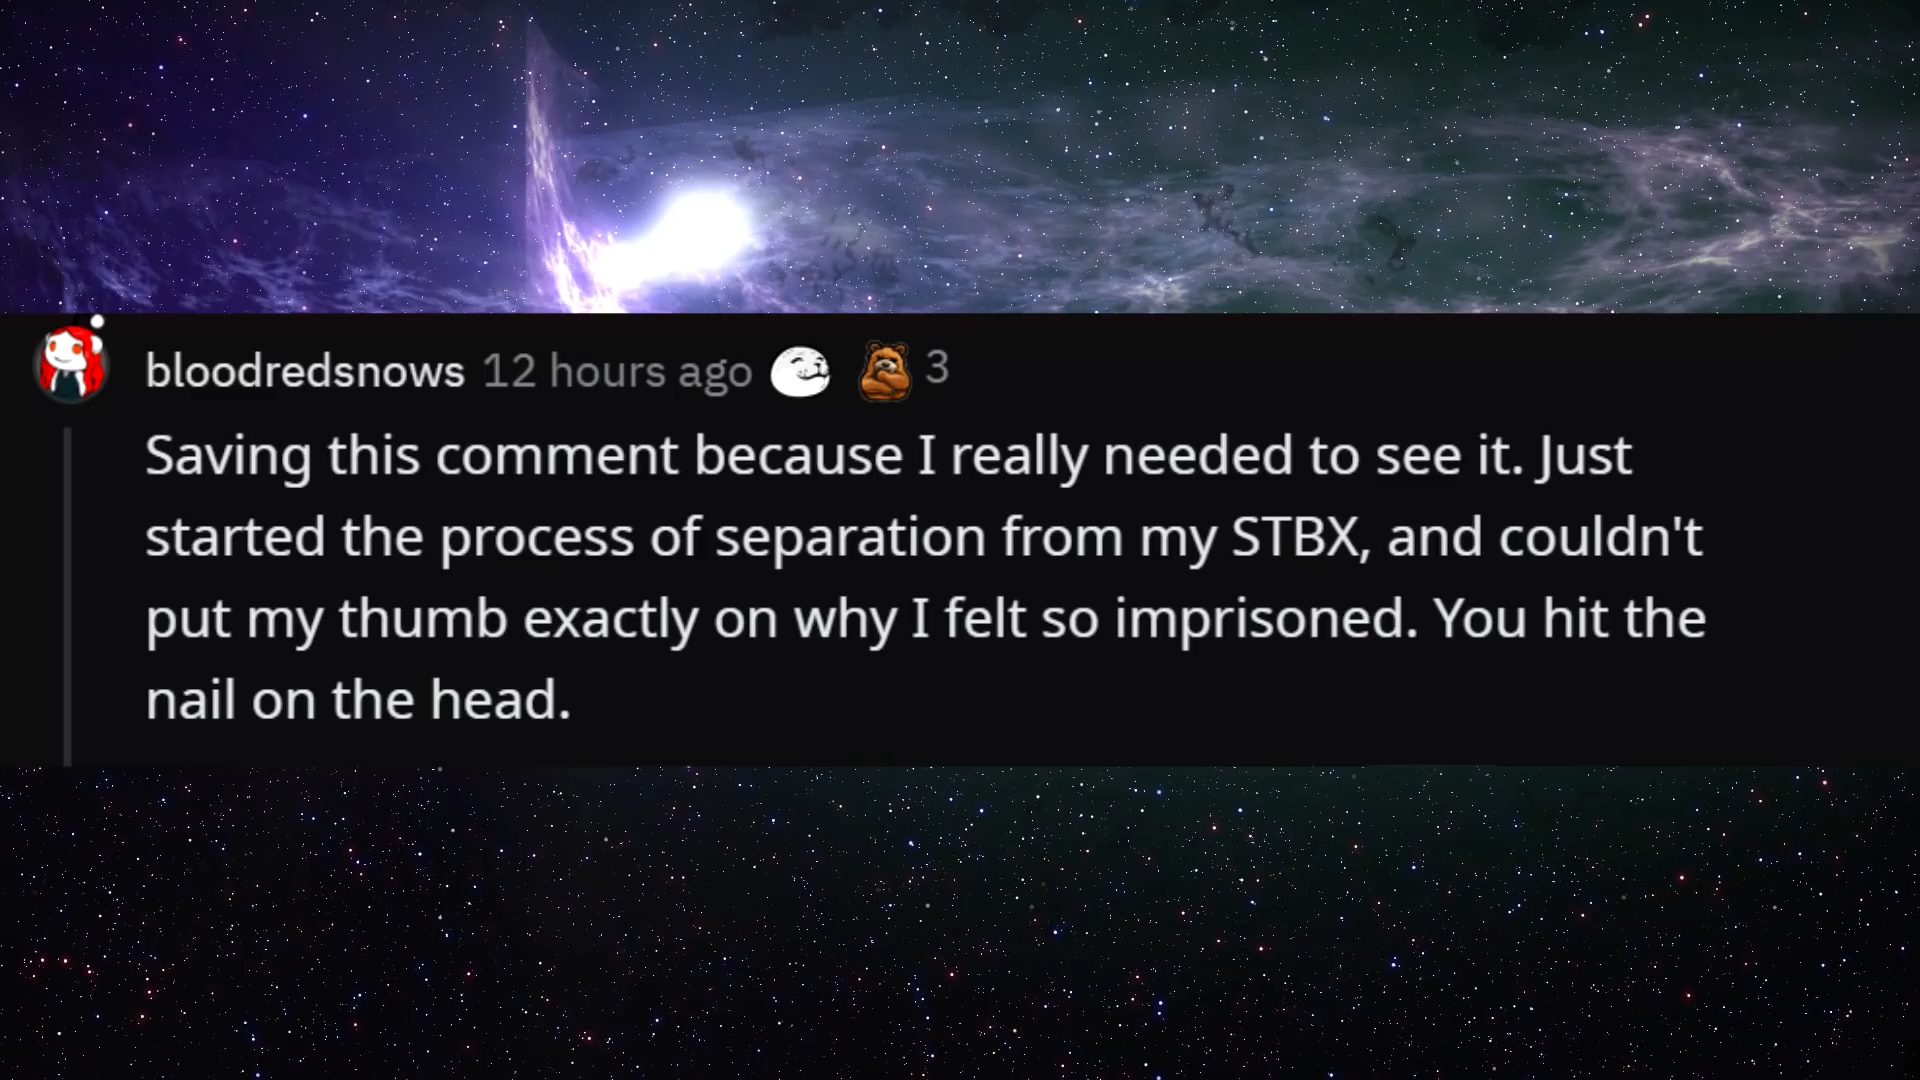 bloodredsnows 12 hours ago 3
Saving this comment because I really needed to see it. Just
started the process of separation from my STBX, and couldn't
put my thumb exactly on why I felt so imprisoned. You hit the
nail on the head.